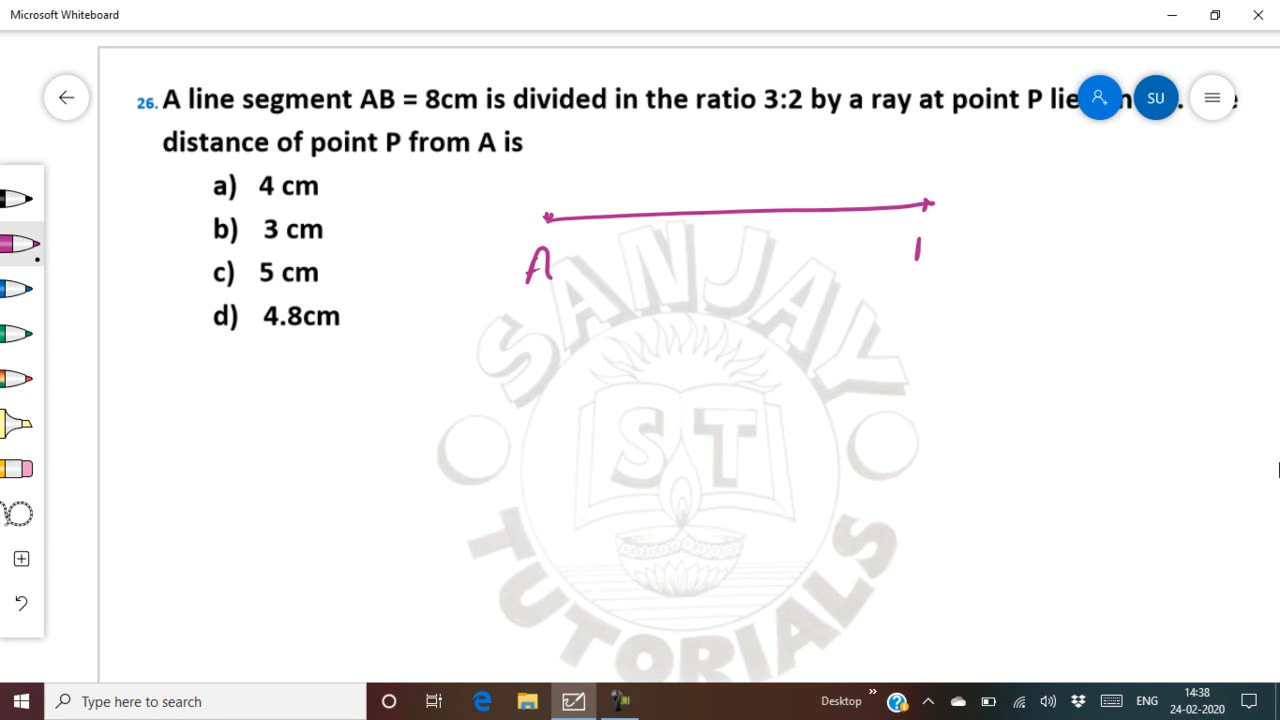 Microsoft Whiteboard
26. A line segment AB = 8cm is divided in the ratio 3:2 by a ray at point P
SU
distance of point P from A is
a) 4 cm
b) 3 cm
c) 5 cm
d) 4.8cm
A
SANJAY
ST
TUTORIALS
Type here to search
Desktop
ENG
14:38
24-02-2020